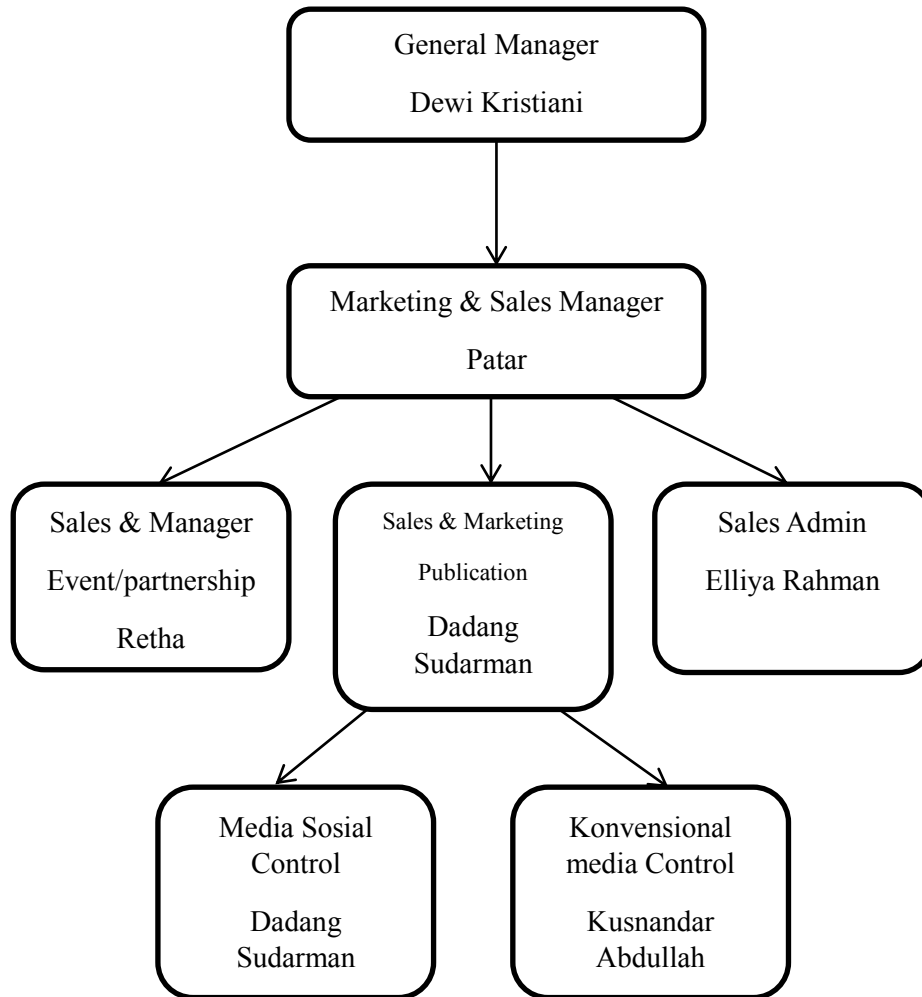 General Manager
Dewi Kristiani
Marketing & Sales Manager
Patar
Sales & Manager
Event/partnership
Retha
Sales & Marketing
Publication
Dadang
Sudarman
Sales Admin
Elliya Rahman
Media Sosial
Control
Dadang
Sudarman
Konvensional
media Control
Kusnandar
Abdullah